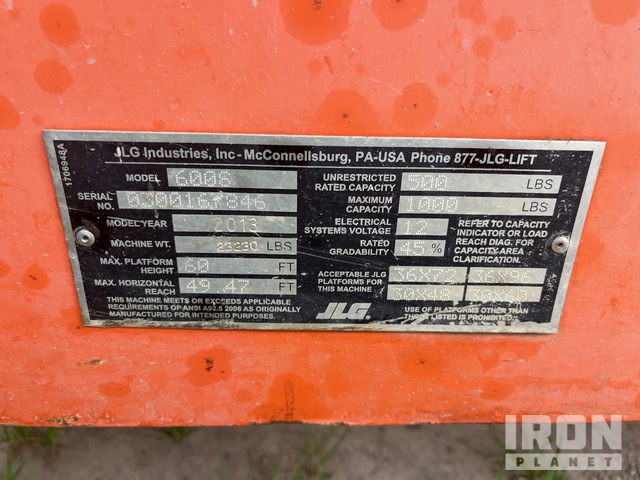 1706948A
JLG Industries, Inc - McConnellsburg, PA-USA Phone 877-JLG-LIFT
MODEL 600S
SERIAL NO. 0300167846
MODEL YEAR 2013
MACHINE WT. 23230 LBS
MAX. PLATFORM HEIGHT 60 FT
MAX. HORIZONTAL REACH 49.47 FT
THIS MACHINE MEETS OR EXCEEDS APPLICABLE
REQUIREMENTS OF ANSI A92.5 2006 AS ORIGINALLY
MANUFACTURED FOR INTENDED PURPOSES.
UNRESTRICTED RATED CAPACITY 500 LBS
MAXIMUM CAPACITY 1000 LBS
ELECTRICAL SYSTEMS VOLTAGE 12
RATED GRADABILITY 45 %
REFER TO CAPACITY
INDICATOR OR LOAD
REACH DIAG. FOR
CAPACITY AREA
CLARIFICATION.
ACCEPTABLE JLG
PLATFORMS FOR
THIS MACHINE
36X72 36X96
JLG
USE OF PLATFORMS OTHER THAN
THOSE LISTED IS PROHIBITED.
IRON
PLANET